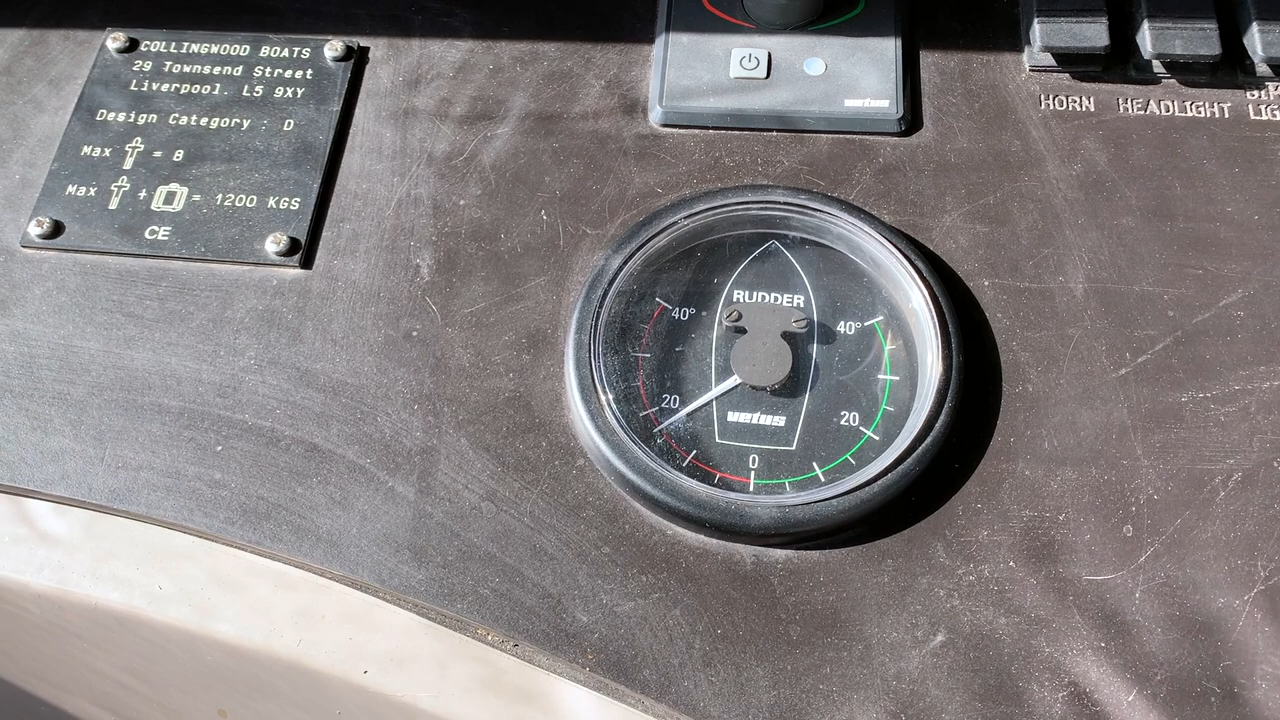 COLLINGWOOD BOATS
29 Townsend Street
Liverpool. L5 9XY
Design Category : D
Max = 8
Max + = 1200 KGS
CE
vetus
HORN HEADLIGHT
RUDDER
40° 40°
20 20
vetus
0